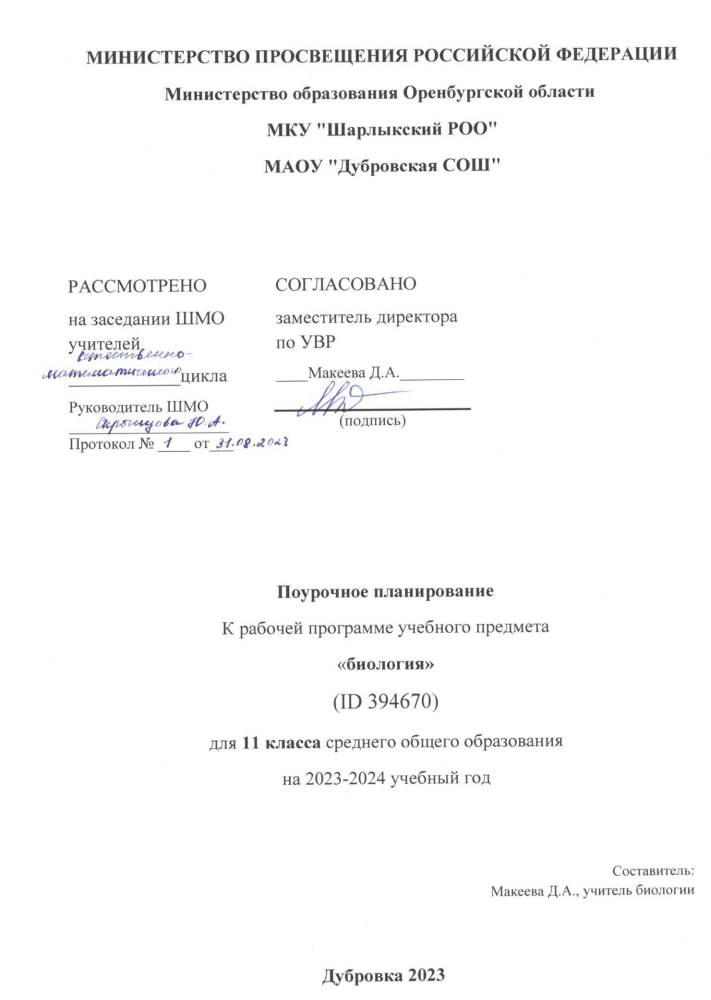 МИНИСТЕРСТВО ПРОСВЕЩЕНИЯ РОССИЙСКОЙ ФЕДЕРАЦИИ
Министерство образования Оренбургской области
МКУ "Шарлыкский РОО"
МАОУ "Дубровская СОШ"
РАССМОТРЕНО
на заседании ШМО
учителей
естественно-
математического цикла
Руководитель ШМО
Ю.А.
Протокол № 1 от 31.08.2023
СОГЛАСОВАНО
заместитель директора
по УВР
____Макеева Д.А.________
(подпись)
Поурочное планирование
К рабочей программе учебного предмета
«биология»
(ID 394670)
для 11 класса среднего общего образования
на 2023-2024 учебный год
Составитель:
Макеева Д.А., учитель биологии
Дубровка 2023